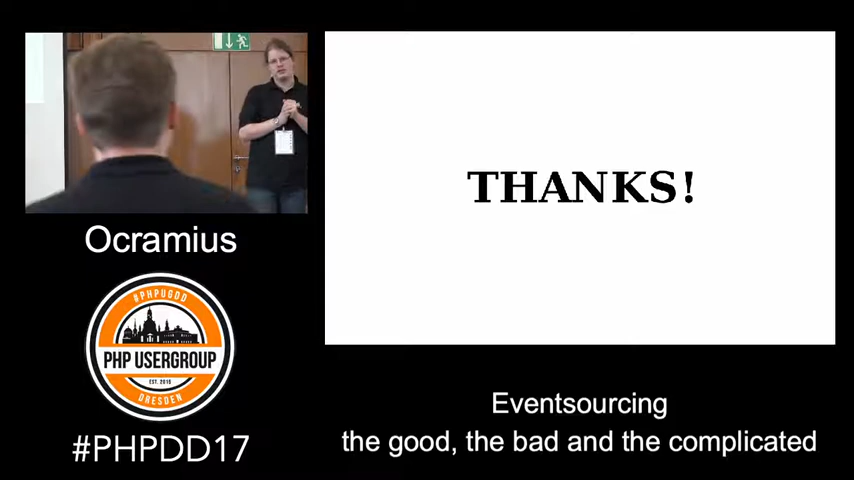 THANKS!
Ocramius
#PHPUGDD
PHP USERGROUP
EST. 2010
DRESDEN
#PHPDD17
Eventsourcing
the good, the bad and the complicated